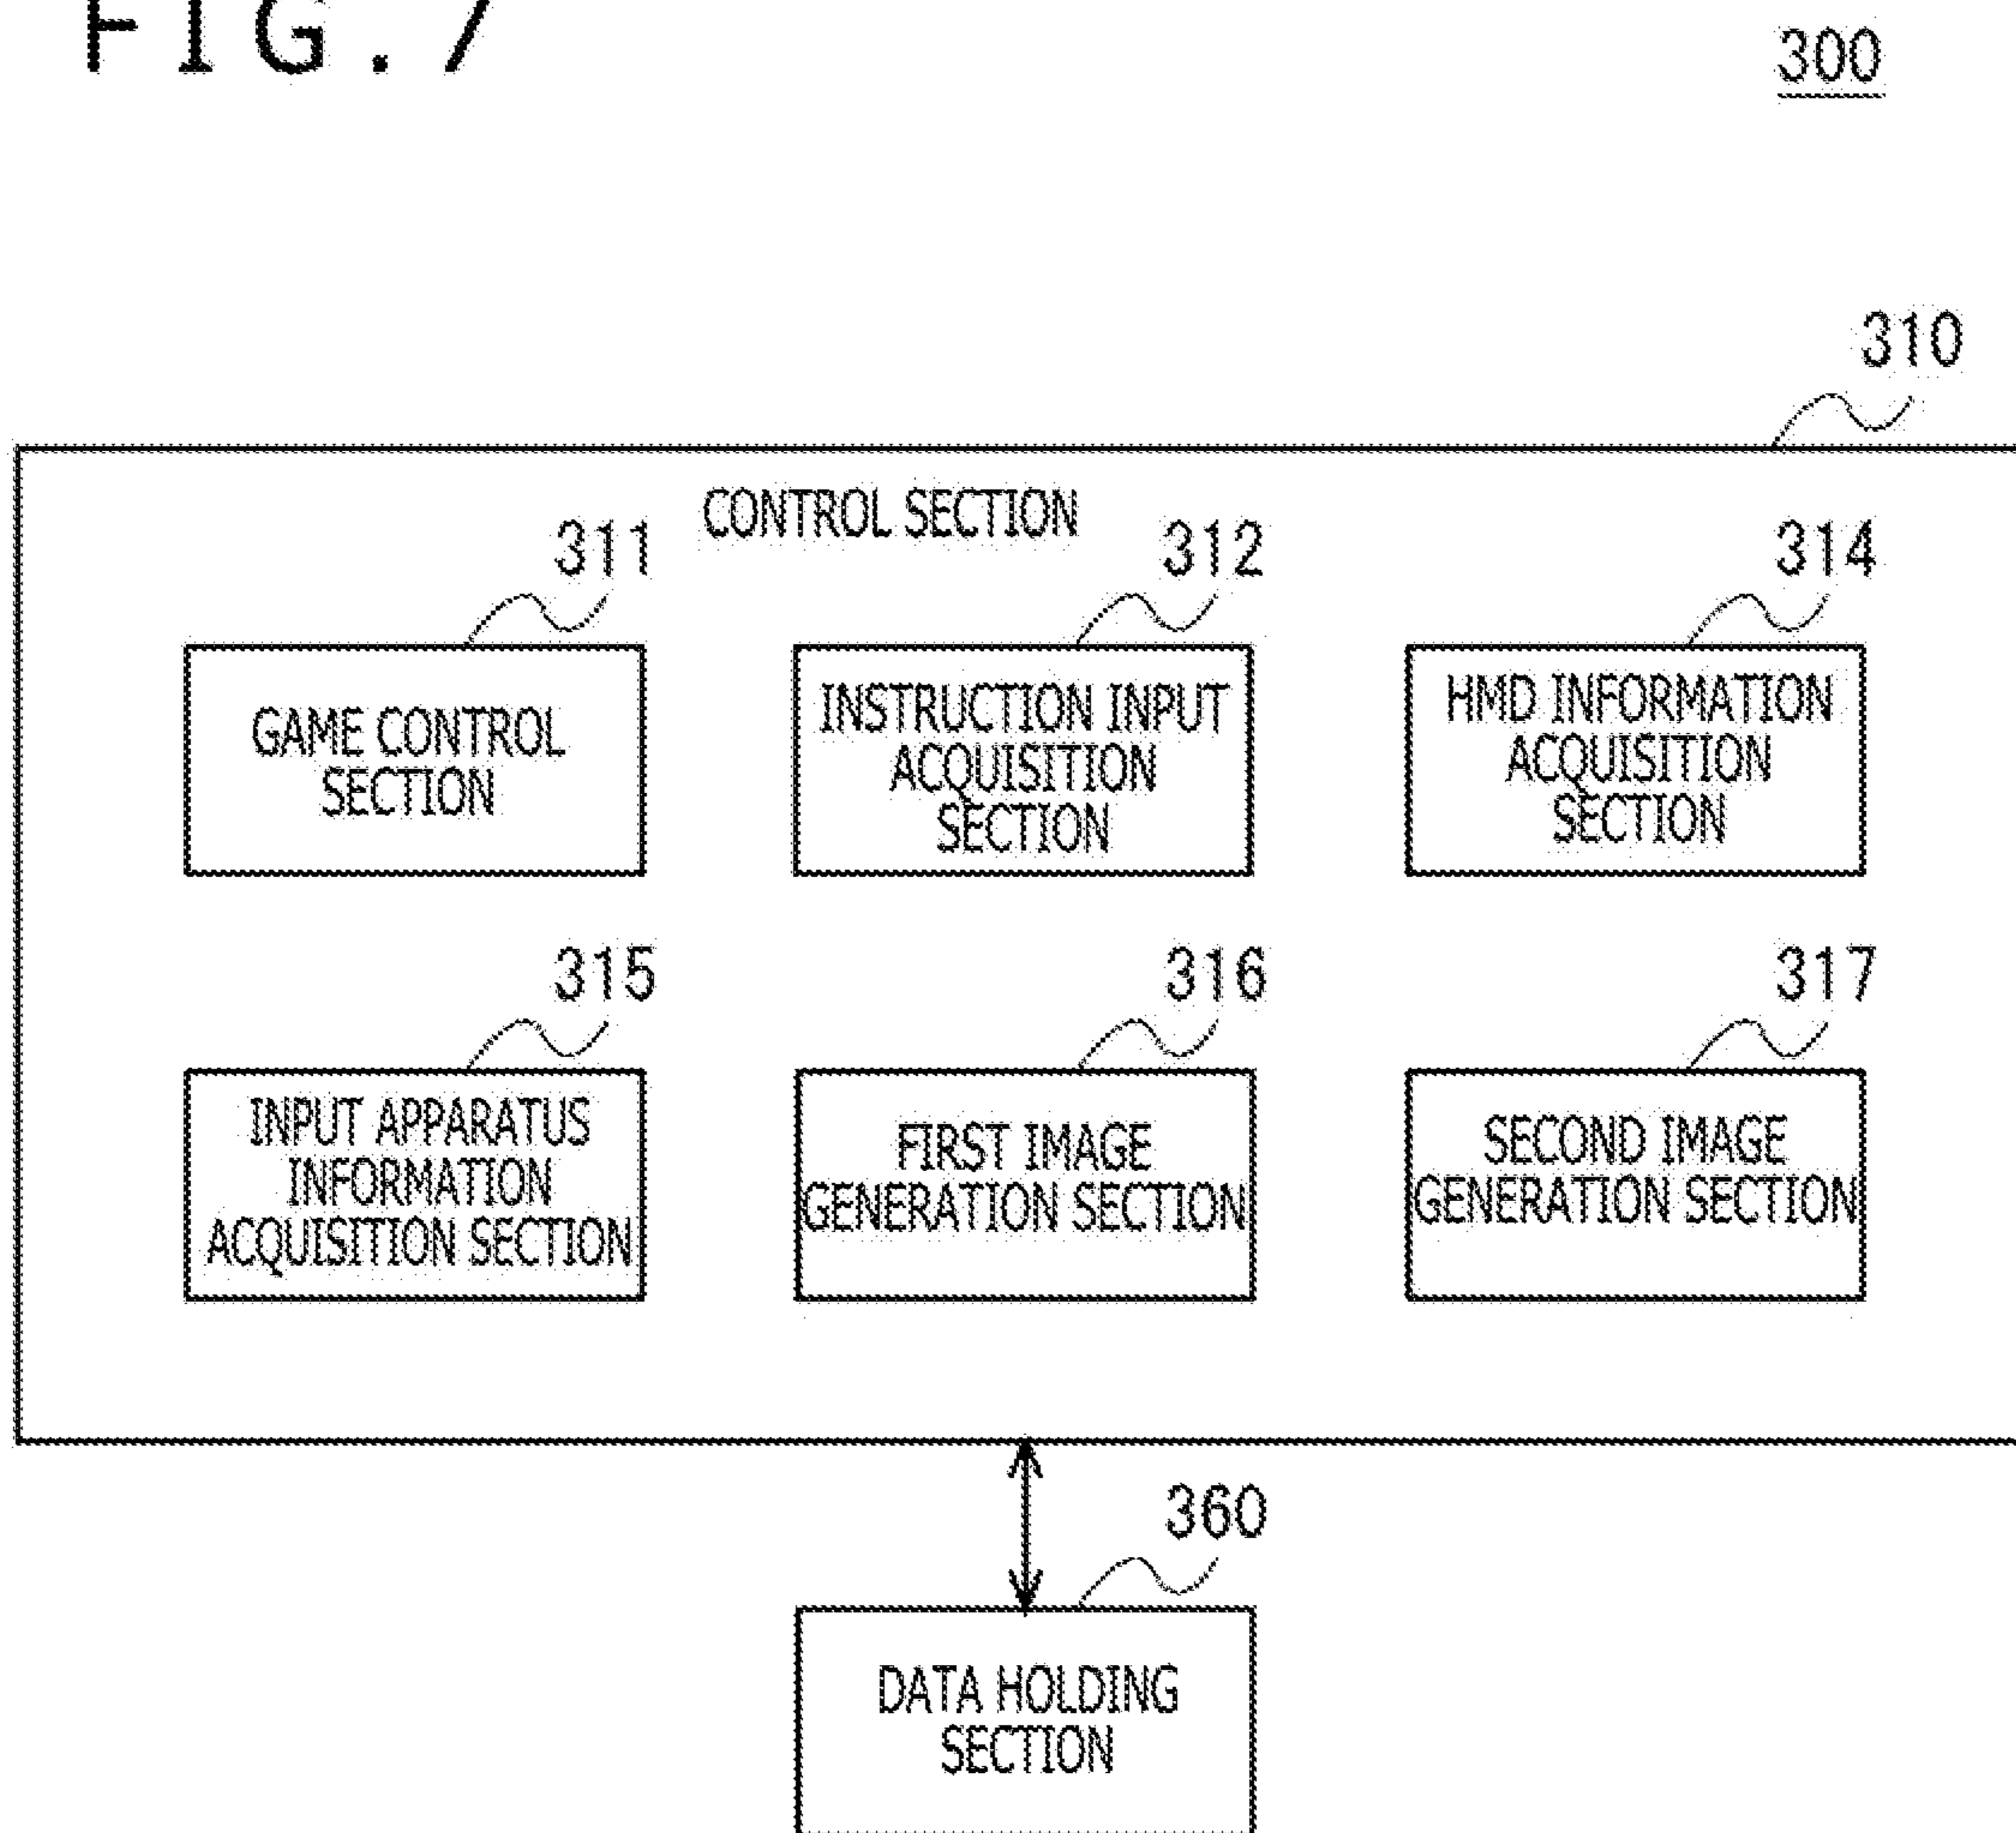 FIG.7
300
310
CONTROL SECTION
311
312
314
GAME CONTROL
SECTION
INSTRUCTION INPUT
ACQUISITION
SECTION
HMD INFORMATION
ACQUISITION
SECTION
315
316
317
INPUT APPARATUS
INFORMATION
ACQUISITION SECTION
FIRST IMAGE
GENERATION SECTION
SECOND IMAGE
GENERATION SECTION
360
DATA HOLDING
SECTION